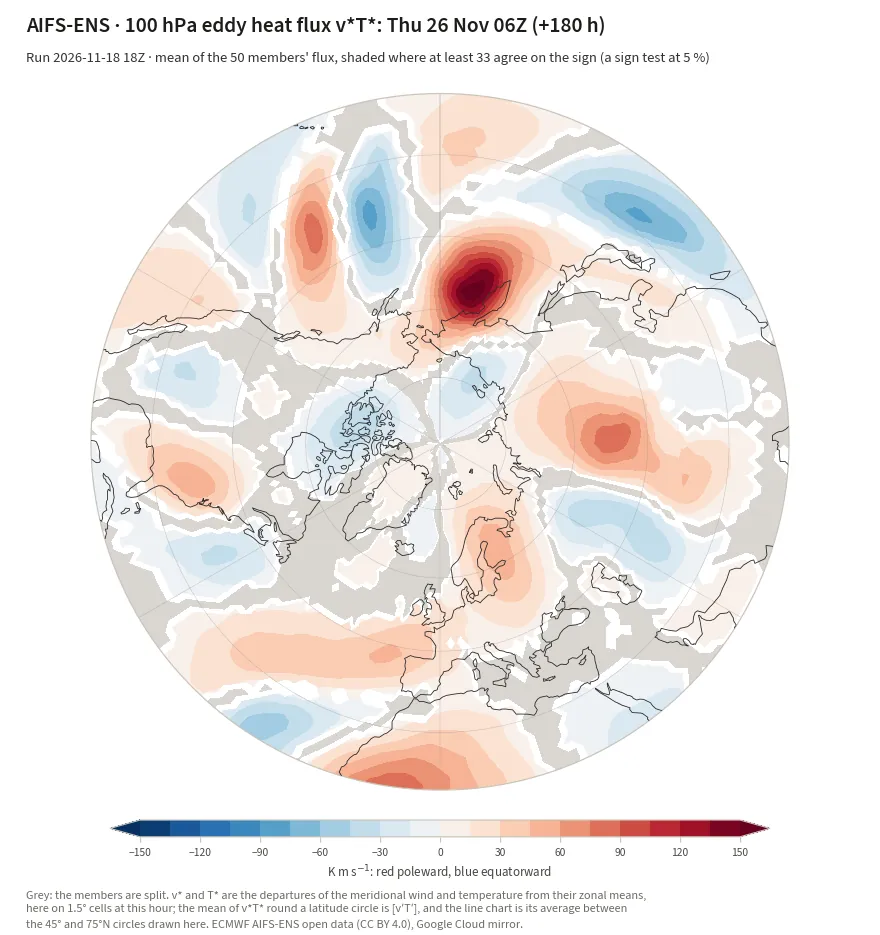 AIFS-ENS · 100 hPa eddy heat flux v*T*: Thu 26 Nov 06Z (+180 h)
Run 2026-11-18 18Z · mean of the 50 members' flux, shaded where at least 33 agree on the sign (a sign test at 5 %)
−150 −120 −90 −60 −30 0 30 60 90 120 150
K m s⁻¹: red poleward, blue equatorward
Grey: the members are split. v* and T* are the departures of the meridional wind and temperature from their zonal means,
here on 1.5° cells at this hour; the mean of v*T* round a latitude circle is [v′T′], and the line chart is its average between
the 45° and 75°N circles drawn here. ECMWF AIFS-ENS open data (CC BY 4.0), Google Cloud mirror.